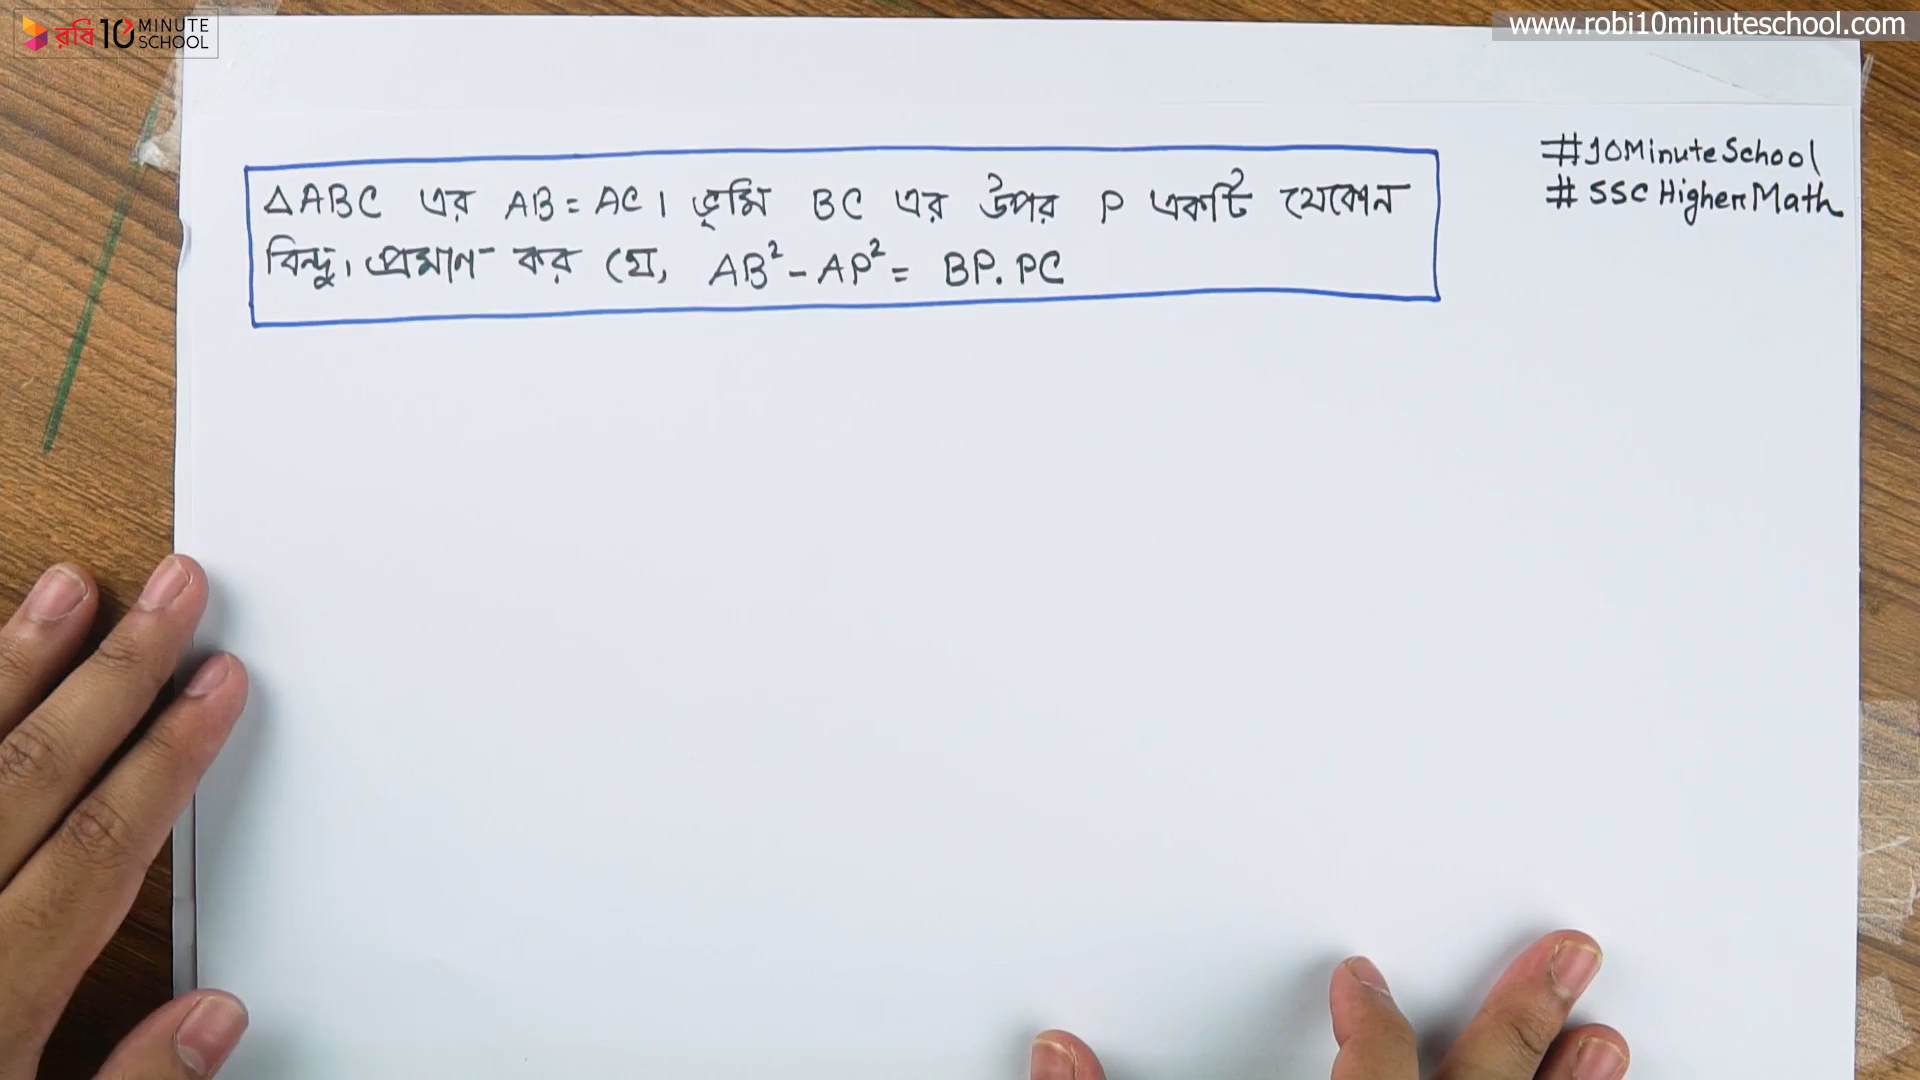 রবি 10 MINUTE SCHOOL
www.robi10minuteschool.com
#10MinuteSchool
#SSCHigherMath
△ABC এর AB = AC। ভূমি BC এর উপর P একটি যেকোন
বিন্দু। প্রমাণ কর যে, AB² - AP² = BP.PC